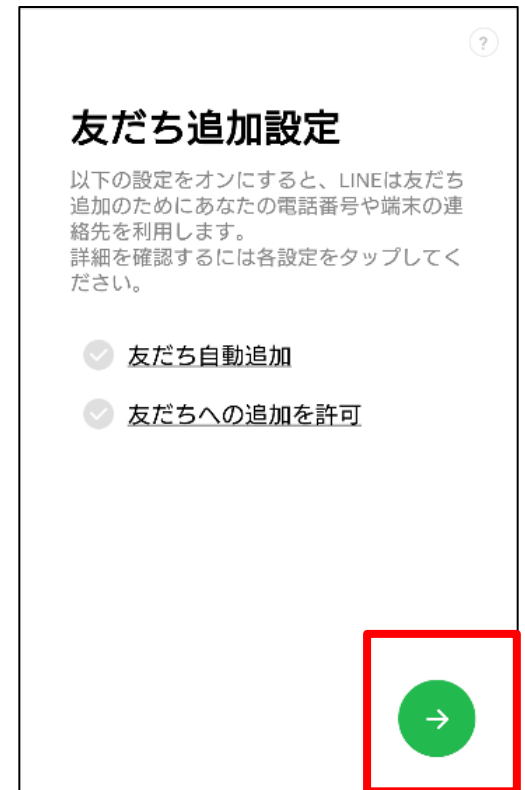 ?
友だち追加設定
以下の設定をオンにすると、LINEは友だち
追加のためにあなたの電話番号や端末の連
絡先を利用します。
詳細を確認するには各設定をタップしてく
ださい。
友だち自動追加
友だちへの追加を許可